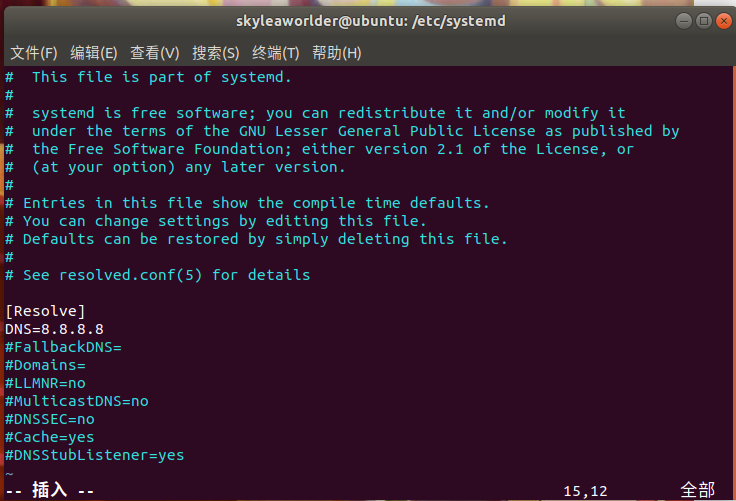 skyleaworlder@ubuntu: /etc/systemd
文件(F) 编辑(E) 查看(V) 搜索(S) 终端(T) 帮助(H)
#  This file is part of systemd.
#
#  systemd is free software; you can redistribute it and/or modify it
#  under the terms of the GNU Lesser General Public License as published by
#  the Free Software Foundation; either version 2.1 of the License, or
#  (at your option) any later version.
#
# Entries in this file show the compile time defaults.
# You can change settings by editing this file.
# Defaults can be restored by simply deleting this file.
#
# See resolved.conf(5) for details

[Resolve]
DNS=8.8.8.8
#FallbackDNS=
#Domains=
#LLMNR=no
#MulticastDNS=no
#DNSSEC=no
#Cache=yes
#DNSStubListener=yes
~
-- 插入 -- 15,12 全部